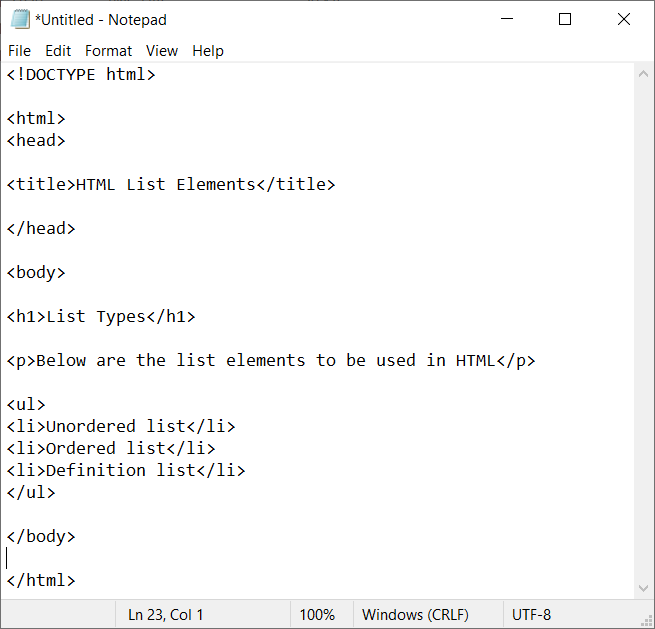 *Untitled - Notepad
File Edit Format View Help
<!DOCTYPE html>
<html>
<head>
<title>HTML List Elements</title>
</head>
<body>
<h1>List Types</h1>
<p>Below are the list elements to be used in HTML</p>
<ul>
<li>Unordered list</li>
<li>Ordered list</li>
<li>Definition list</li>
</ul>
</body>
</html>
Ln 23, Col 1 100% Windows (CRLF) UTF-8